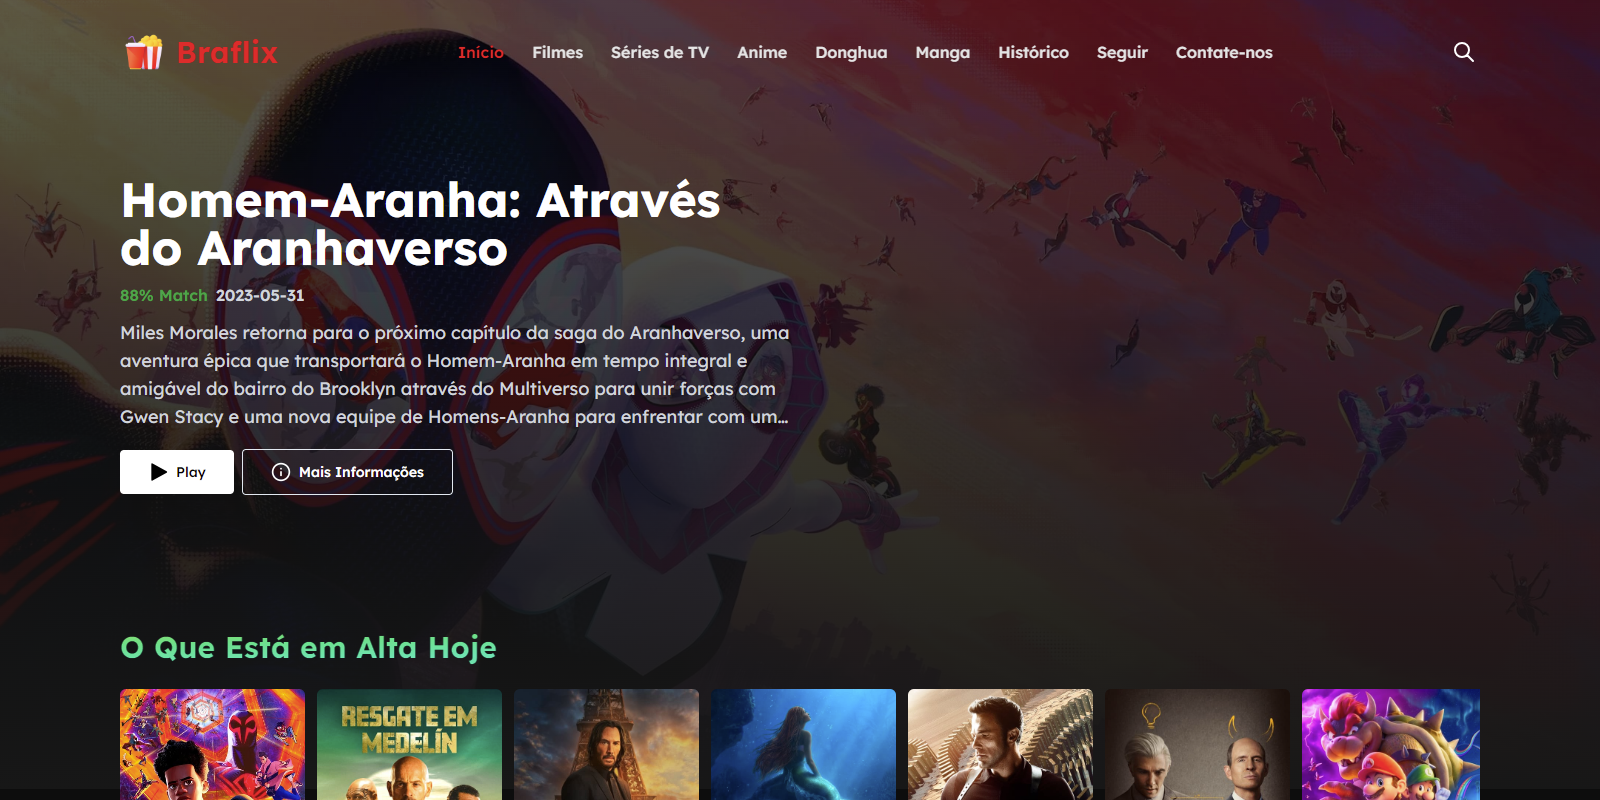 Braflix
Início Filmes Séries de TV Anime Donghua Manga Histórico Seguir Contate-nos
Homem-Aranha: Através
do Aranhaverso
88% Match 2023-05-31
Miles Morales retorna para o próximo capítulo da saga do Aranhaverso, uma
aventura épica que transportará o Homem-Aranha em tempo integral e
amigável do bairro do Brooklyn através do Multiverso para unir forças com
Gwen Stacy e uma nova equipe de Homens-Aranha para enfrentar com um...
Play Mais Informações
O Que Está em Alta Hoje
RESGATE EM
MEDELÍN